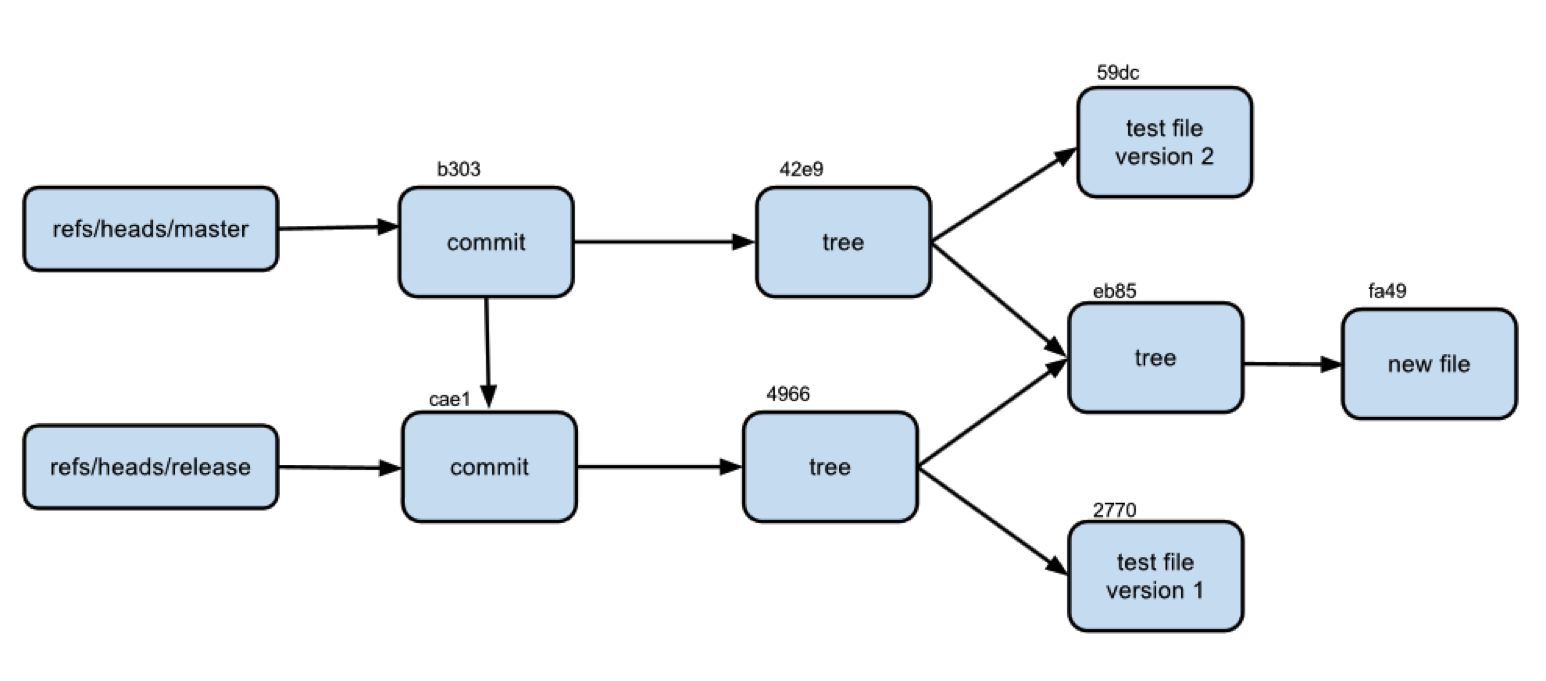 59dc
test file
version 2
b303
42e9
refs/heads/master
commit
tree
eb85
fa49
tree
new file
cae1
4966
refs/heads/release
commit
tree
2770
test file
version 1